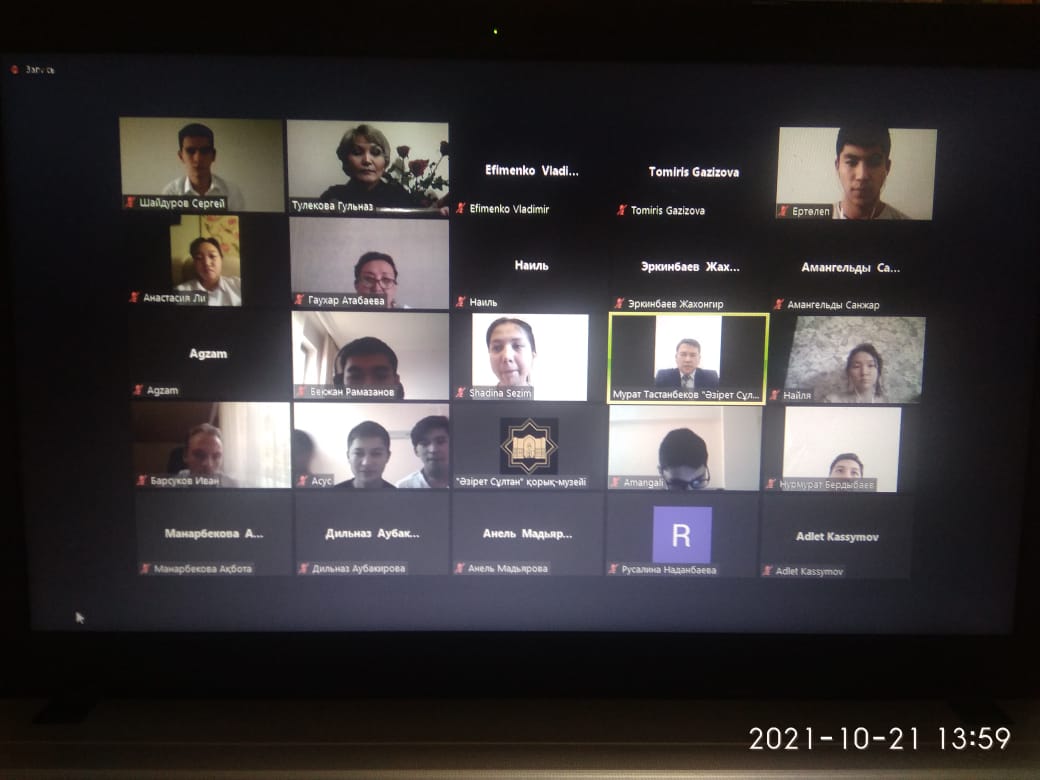 Запись
Шайдуров Сергей
Тулекова Гульназ
Efimenko Vladi...
Efimenko Vladimir
Tomiris Gazizova
Tomiris Gazizova
Ертөлеп
Анастасия Ли
Гаухар Атабаева
Наиль
Наиль
Эркинбаев Жах...
Эркинбаев Жахонгир
Амангельды Са...
Амангельды Санжар
Agzam
Agzam
Бекжан Рамазанов
Shadina Sezim
Мурат Тастанбеков "Әзірет Сұл...
Найля
Барсуков Иван
Асус
"Әзірет Сұлтан" қорық-музейі
Amangali
Нурмурат Бердыбаев
Манарбекова А...
Манарбекова Ақбота
Дильназ Аубак...
Дильназ Аубакирова
Анель Мадьяр...
Анель Мадьярова
R
Русалина Наданбаева
Adlet Kassymov
Adlet Kassymov
2021-10-21 13:59